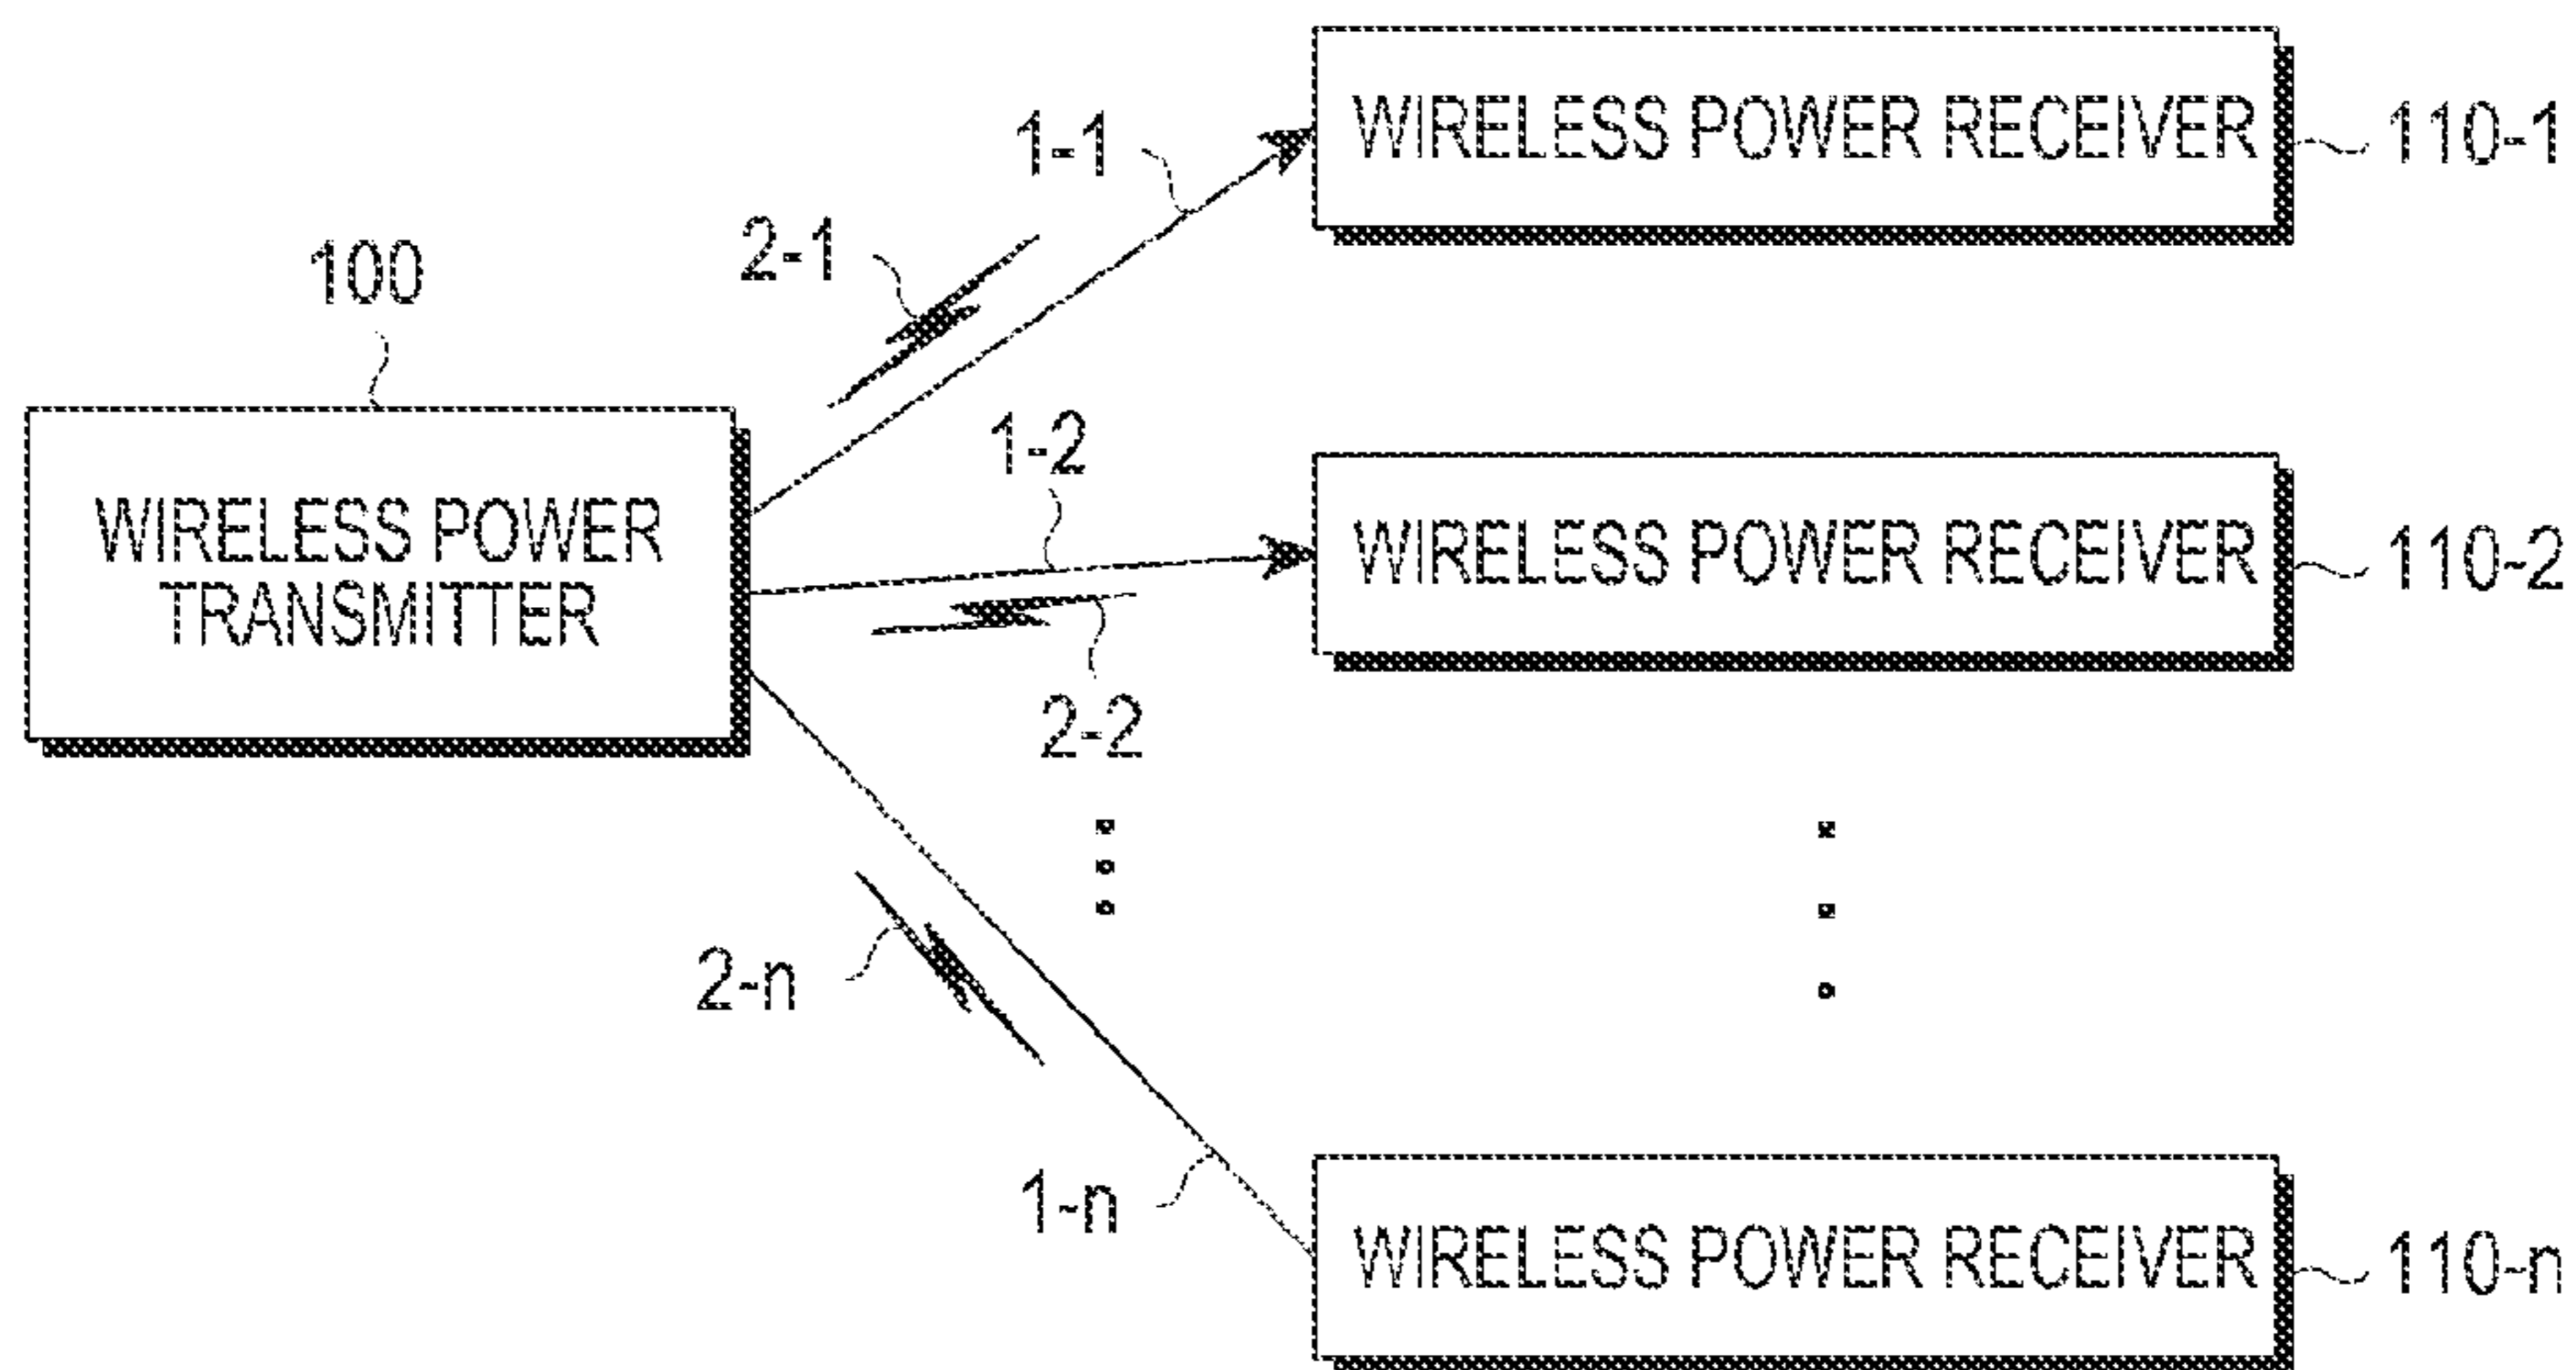 WIRELESS POWER RECEIVER
110-1
1-1
2-1
100
WIRELESS POWER
TRANSMITTER
1-2
WIRELESS POWER RECEIVER
110-2
2-2
2-n
1-n
WIRELESS POWER RECEIVER
110-n